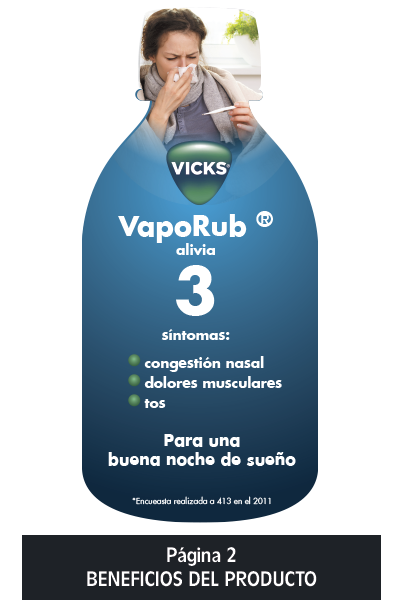 VICKS®
VapoRub ®
alivia
3
síntomas:
congestión nasal
dolores musculares
tos
Para una
buena noche de sueño
*Encueasta realizada a 413 en el 2011
Página 2
BENEFICIOS DEL PRODUCTO